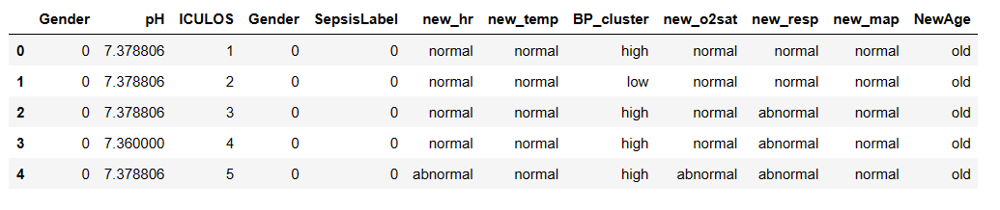 Gender pH ICULOS Gender SepsisLabel new_hr new_temp BP_cluster new_o2sat new_resp new_map NewAge
0 0 7.378806 1 0 0 normal normal high normal normal normal old
1 0 7.378806 2 0 0 normal normal low normal normal normal old
2 0 7.378806 3 0 0 normal normal high normal abnormal normal old
3 0 7.360000 4 0 0 normal normal high normal abnormal normal old
4 0 7.378806 5 0 0 abnormal normal high abnormal abnormal normal old